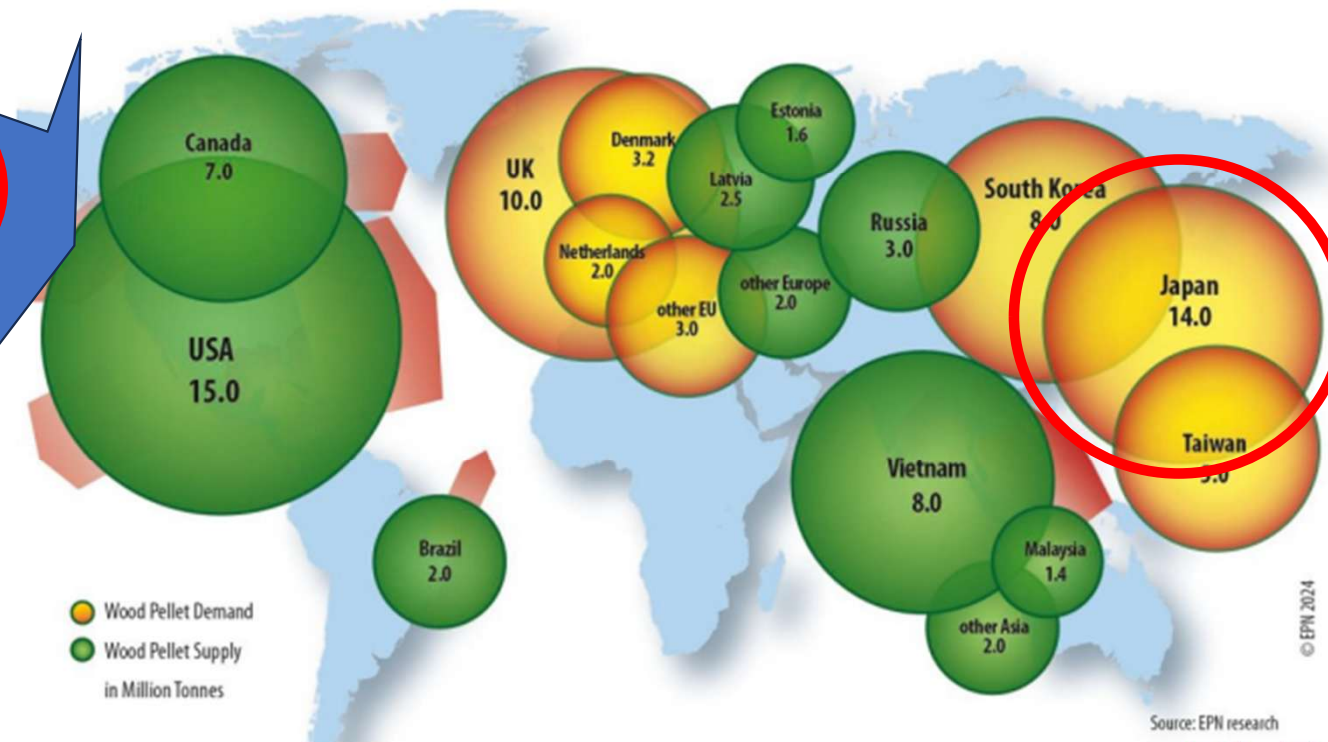 Canada
7.0
USA
15.0
Brazil
2.0
UK
10.0
Denmark
3.2
Netherlands
2.0
other EU
3.0
Latvia
2.5
Estonia
1.6
other Europe
2.0
Russia
3.0
South Korea
8.0
Japan
14.0
Taiwan
Vietnam
8.0
Malaysia
1.4
other Asia
2.0
Wood Pellet Demand
Wood Pellet Supply
in Million Tonnes
© EPN 2024
Source: EPN research